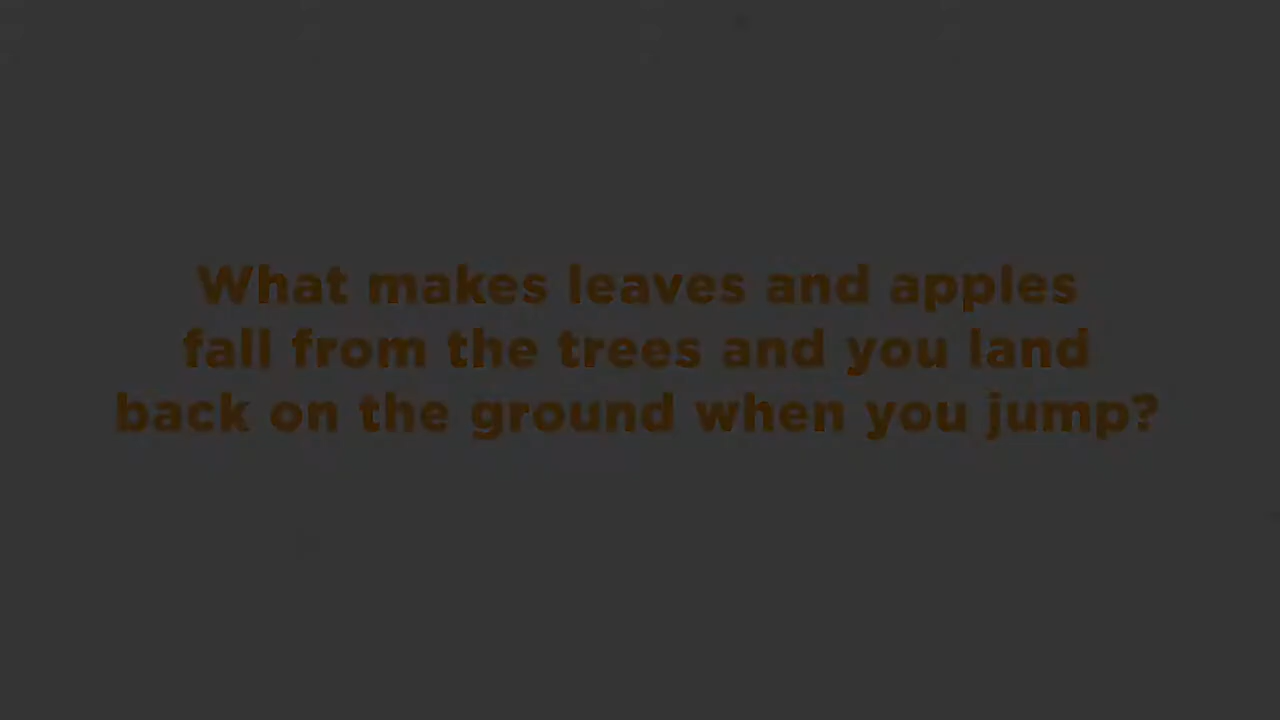 What makes leaves and apples
fall from the trees and you land
back on the ground when you jump?